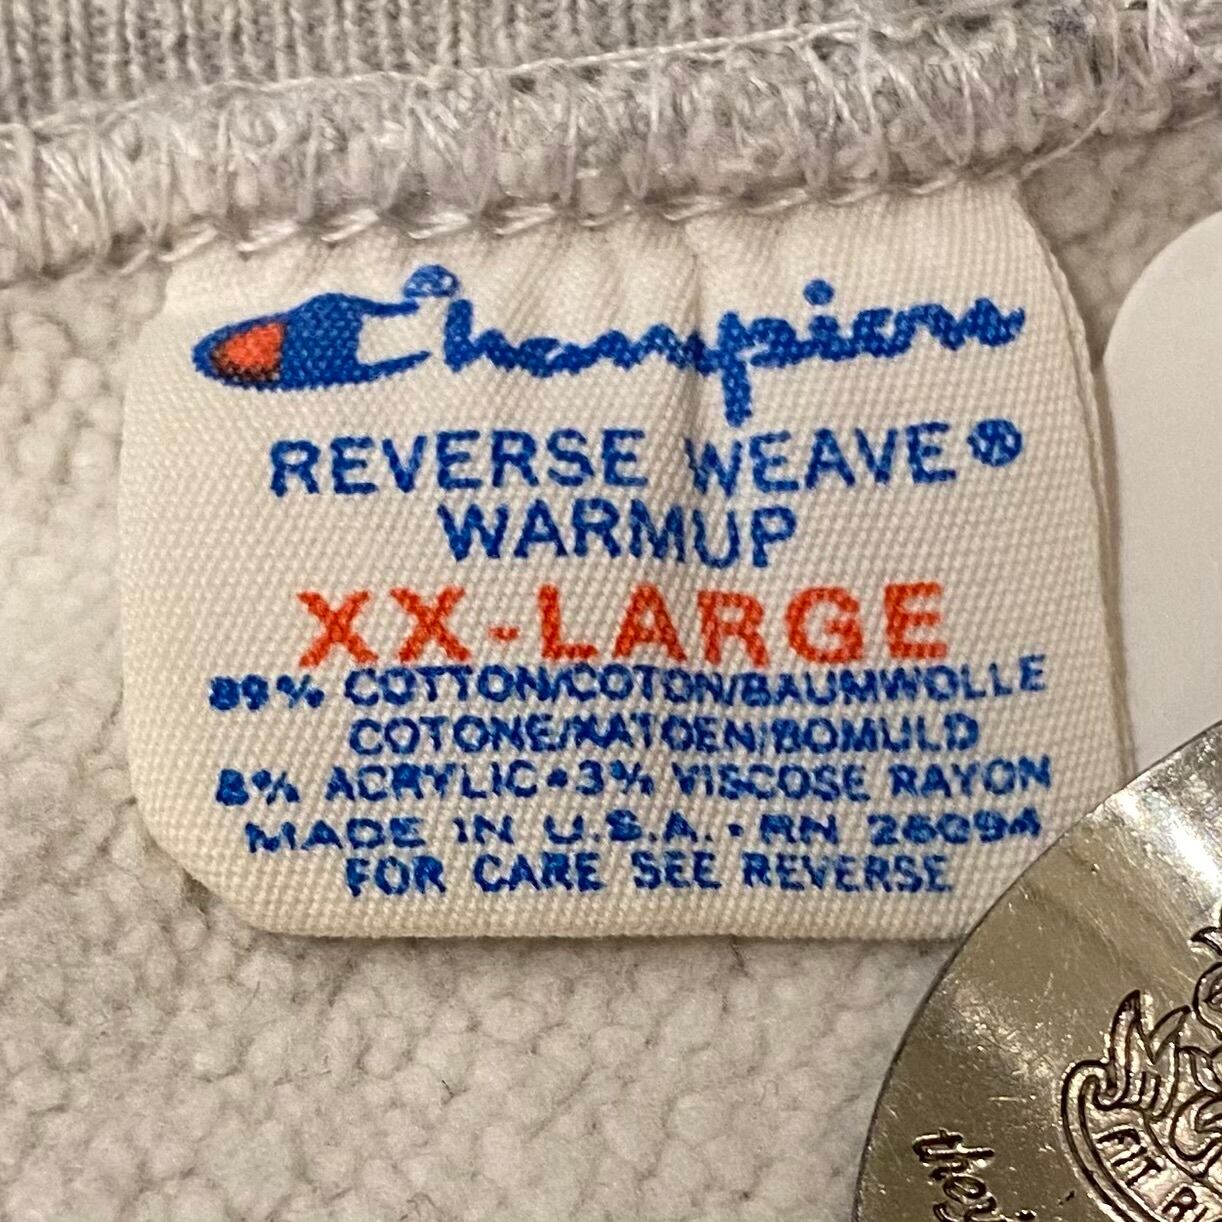 Champion
REVERSE WEAVE®
WARMUP
XX-LARGE
89% COTTON/COTON/BAUMWOLLE
COTONE/KATOEN/BOMULD
8% ACRYLIC•3% VISCOSE RAYON
MADE IN U.S.A. • RN 26094
FOR CARE SEE REVERSE
FIT